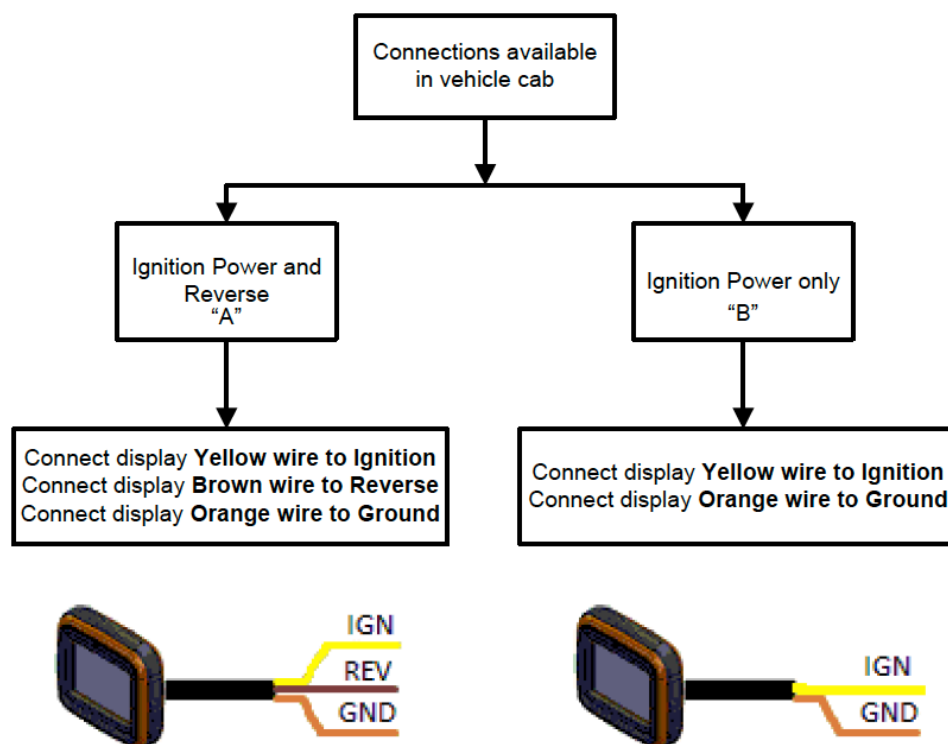 Connections available
in vehicle cab
Ignition Power and
Reverse
“A”
Ignition Power only
“B”
Connect display Yellow wire to Ignition
Connect display Brown wire to Reverse
Connect display Orange wire to Ground
Connect display Yellow wire to Ignition
Connect display Orange wire to Ground
IGN
REV
GND
IGN
GND